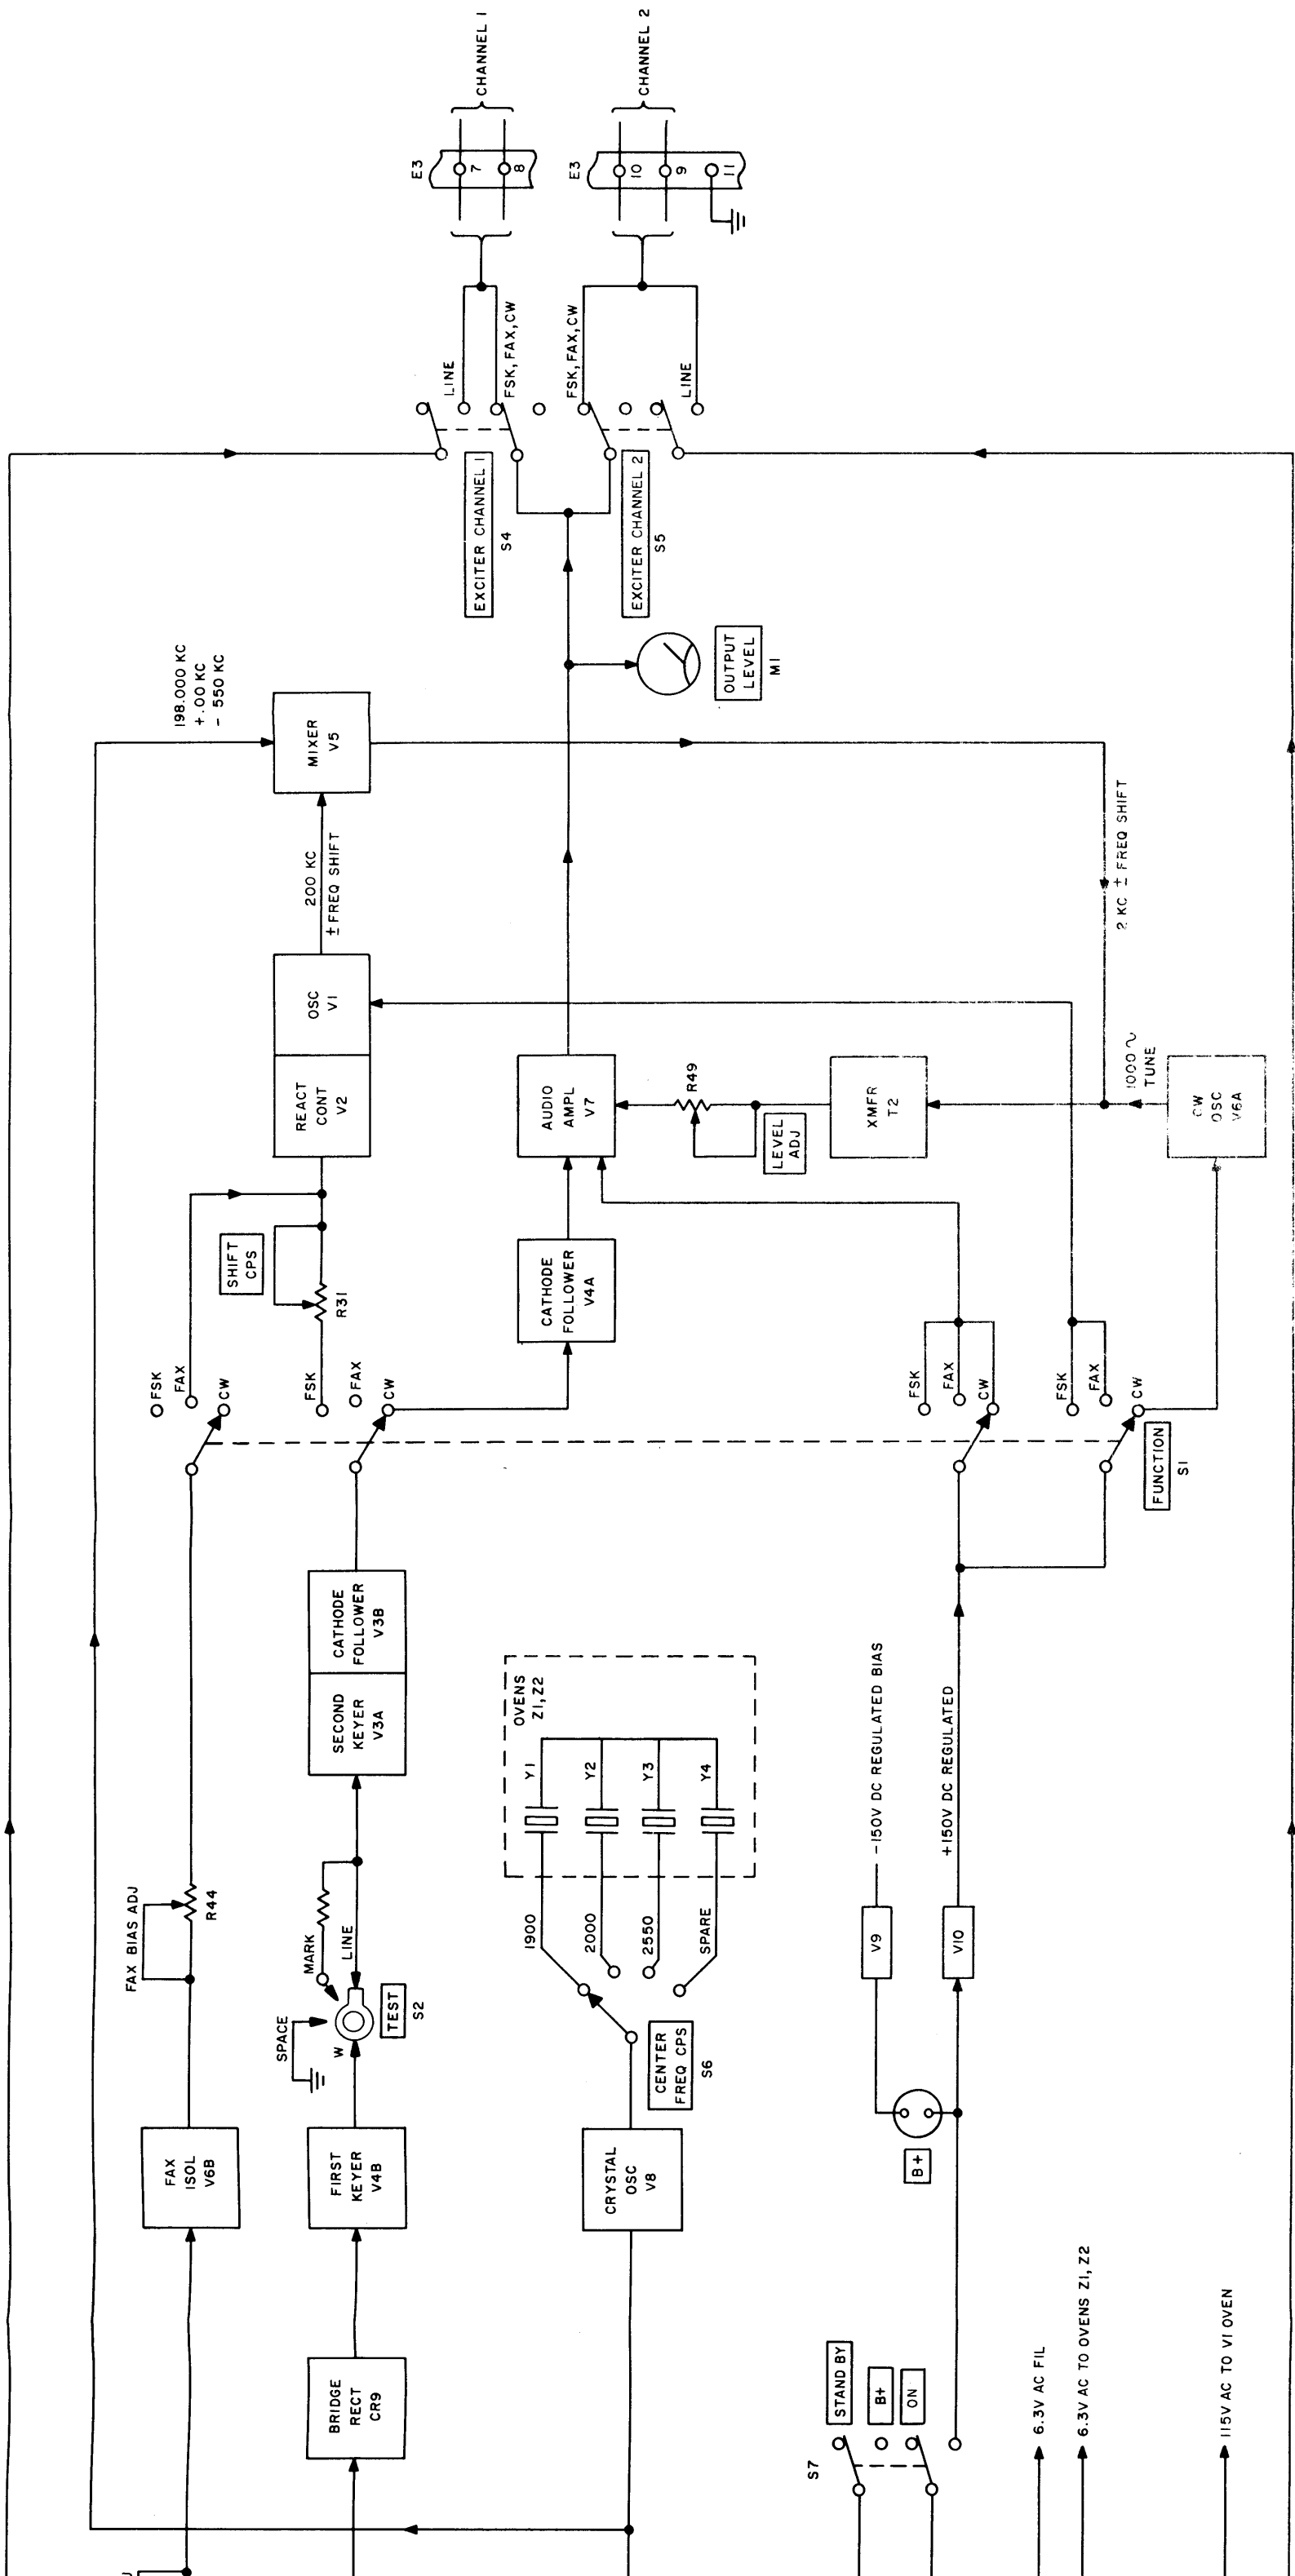 CHANNEL 1
CHANNEL 2
E3
7
8
E3
10
9
11
LINE
FSK, FAX, CW
FSK, FAX, CW
LINE
EXCITER CHANNEL 1
S4
EXCITER CHANNEL 2
S5
198.000 KC
+.00 KC
- 550 KC
MIXER
V5
OUTPUT
LEVEL
M1
200 KC
± FREQ SHIFT
2 KC ± FREQ SHIFT
OSC
V1
REACT
CONT
V2
AUDIO
AMPL
V7
R49
LEVEL
ADJ
XMFR
T2
1000 ~
TUNE
CW
OSC
V6A
SHIFT
CPS
R31
CATHODE
FOLLOWER
V4A
FSK
FAX
CW
FSK
FAX
CW
FSK
FAX
CW
FSK
FAX
CW
FUNCTION
S1
CATHODE
FOLLOWER
V3B
SECOND
KEYER
V3A
OVENS
Z1, Z2
Y1
Y2
Y3
Y4
-150V DC REGULATED BIAS
+150V DC REGULATED
FAX BIAS ADJ
R44
MARK
LINE
SPACE
W
TEST
S2
1900
2000
2550
SPARE
CENTER
FREQ CPS
S6
V9
V10
B+
FAX
ISOL
V6B
FIRST
KEYER
V4B
CRYSTAL
OSC
V8
BRIDGE
RECT
CR9
STAND BY
B+
ON
S7
6.3V AC FIL
6.3V AC TO OVENS Z1, Z2
115V AC TO V1 OVEN